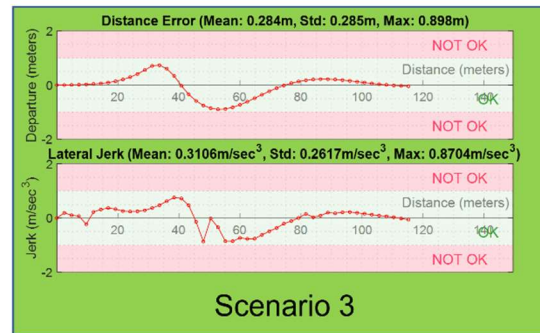 Distance Error (Mean: 0.284m, Std: 0.285m, Max: 0.898m)
2
NOT OK
Distance (meters)
0
20 40 60 80 100 120 140
OK
NOT OK
-2
Departure (meters)
Lateral Jerk (Mean: 0.3106m/sec³, Std: 0.2617m/sec³, Max: 0.8704m/sec³)
2
NOT OK
Distance (meters)
0
20 40 60 80 100 120 140
OK
NOT OK
-2
Jerk (m/sec³)
Scenario 3